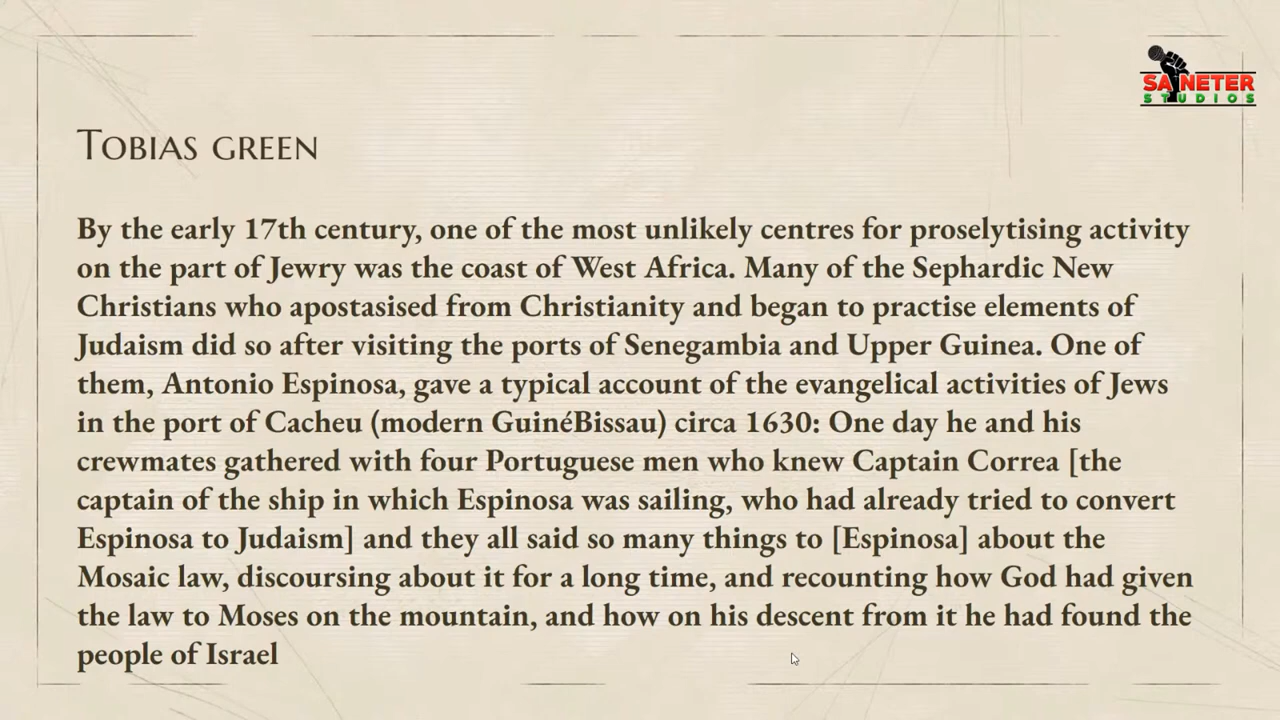 SA NETER
STUDIOS
Tobias green
By the early 17th century, one of the most unlikely centres for proselytising activity
on the part of Jewry was the coast of West Africa. Many of the Sephardic New
Christians who apostasised from Christianity and began to practise elements of
Judaism did so after visiting the ports of Senegambia and Upper Guinea. One of
them, Antonio Espinosa, gave a typical account of the evangelical activities of Jews
in the port of Cacheu (modern GuinéBissau) circa 1630: One day he and his
crewmates gathered with four Portuguese men who knew Captain Correa [the
captain of the ship in which Espinosa was sailing, who had already tried to convert
Espinosa to Judaism] and they all said so many things to [Espinosa] about the
Mosaic law, discoursing about it for a long time, and recounting how God had given
the law to Moses on the mountain, and how on his descent from it he had found the
people of Israel